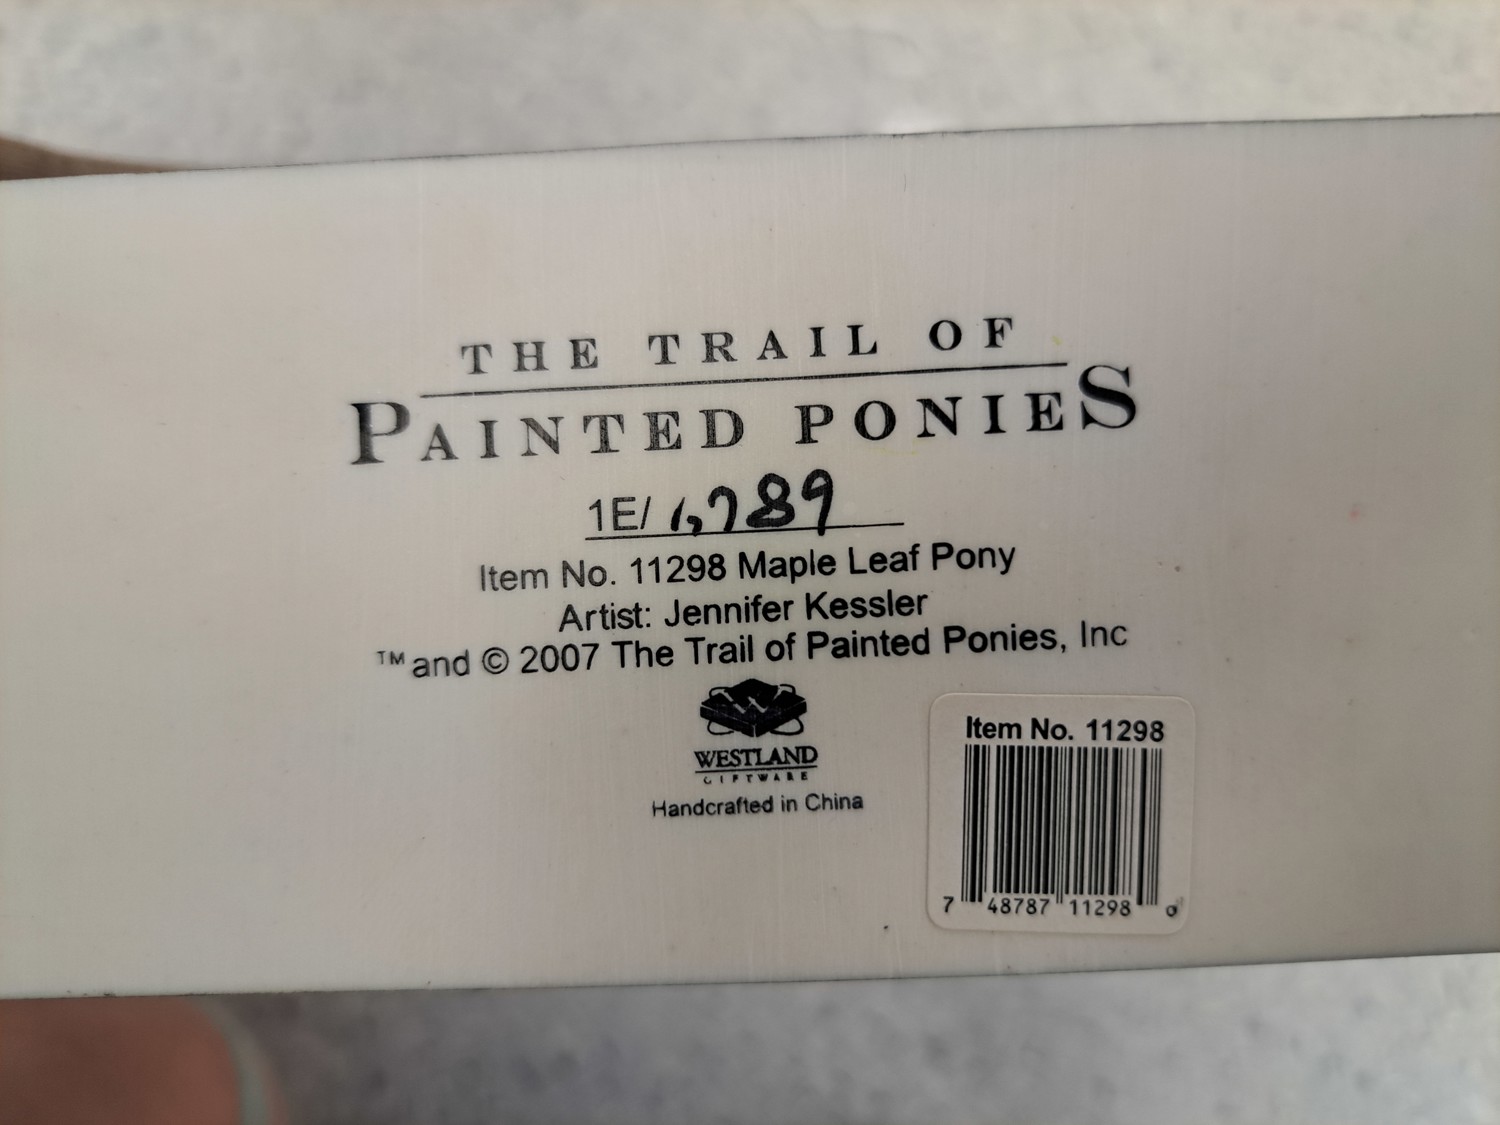 THE TRAIL OF
PAINTED PONIES
1E/ 1,789
Item No. 11298 Maple Leaf Pony
Artist: Jennifer Kessler
™ and © 2007 The Trail of Painted Ponies, Inc
WESTLAND
GIFTWARE
Handcrafted in China
Item No. 11298
7 48787 11298 0